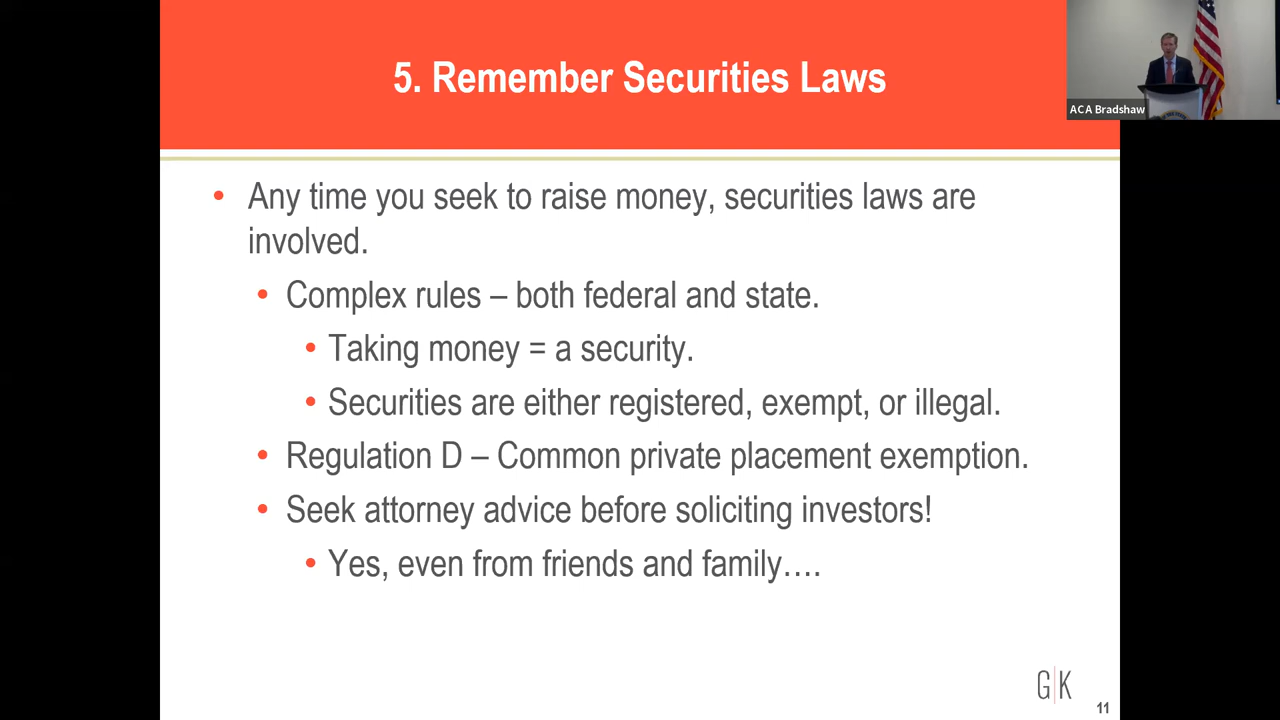 5. Remember Securities Laws
ACA Bradshaw
• Any time you seek to raise money, securities laws are
involved.
• Complex rules – both federal and state.
• Taking money = a security.
• Securities are either registered, exempt, or illegal.
• Regulation D – Common private placement exemption.
• Seek attorney advice before soliciting investors!
• Yes, even from friends and family….
G|K
11